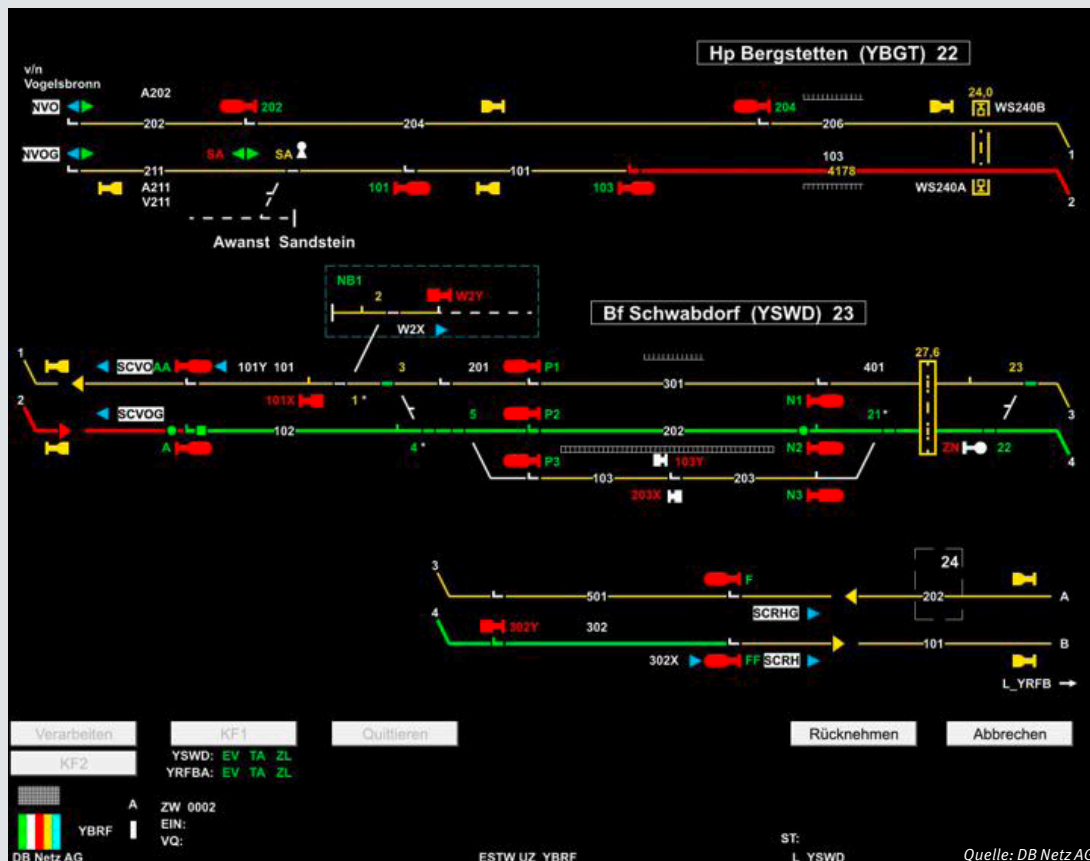 Hp Bergstetten (YBGT) 22
v/n
Vogelsbronn
A202
NVO 202 24,0 WS240B
204
202 204 206
1
NVOG SA SA
103
211 101 4178
A211 101 103 WS240A 2
V211
Awanst Sandstein
NB1
2 W2Y
W2X
Bf Schwabdorf (YSWD) 23
1 SCVO AA 101Y 101 3 201 P1 401 27,6 23
301
101X 1* N1 3
2 SCVOG 5 P2 21*
102 202
A 4* N2 ZN 22 4
P3 103Y
103 203
203X N3
3 F 24
501 202 A
SCRHG
4 302Y 302
101 B
302X FF SCRH
L_YRFB →
Verarbeiten KF1 Quittieren Rücknehmen Abbrechen
KF2 YSWD: EV TA ZL
YRFBA: EV TA ZL
A ZW 0002
YBRF EIN:
VQ: ST:
DB Netz AG ESTW UZ YBRF L YSWD
Quelle: DB Netz AG